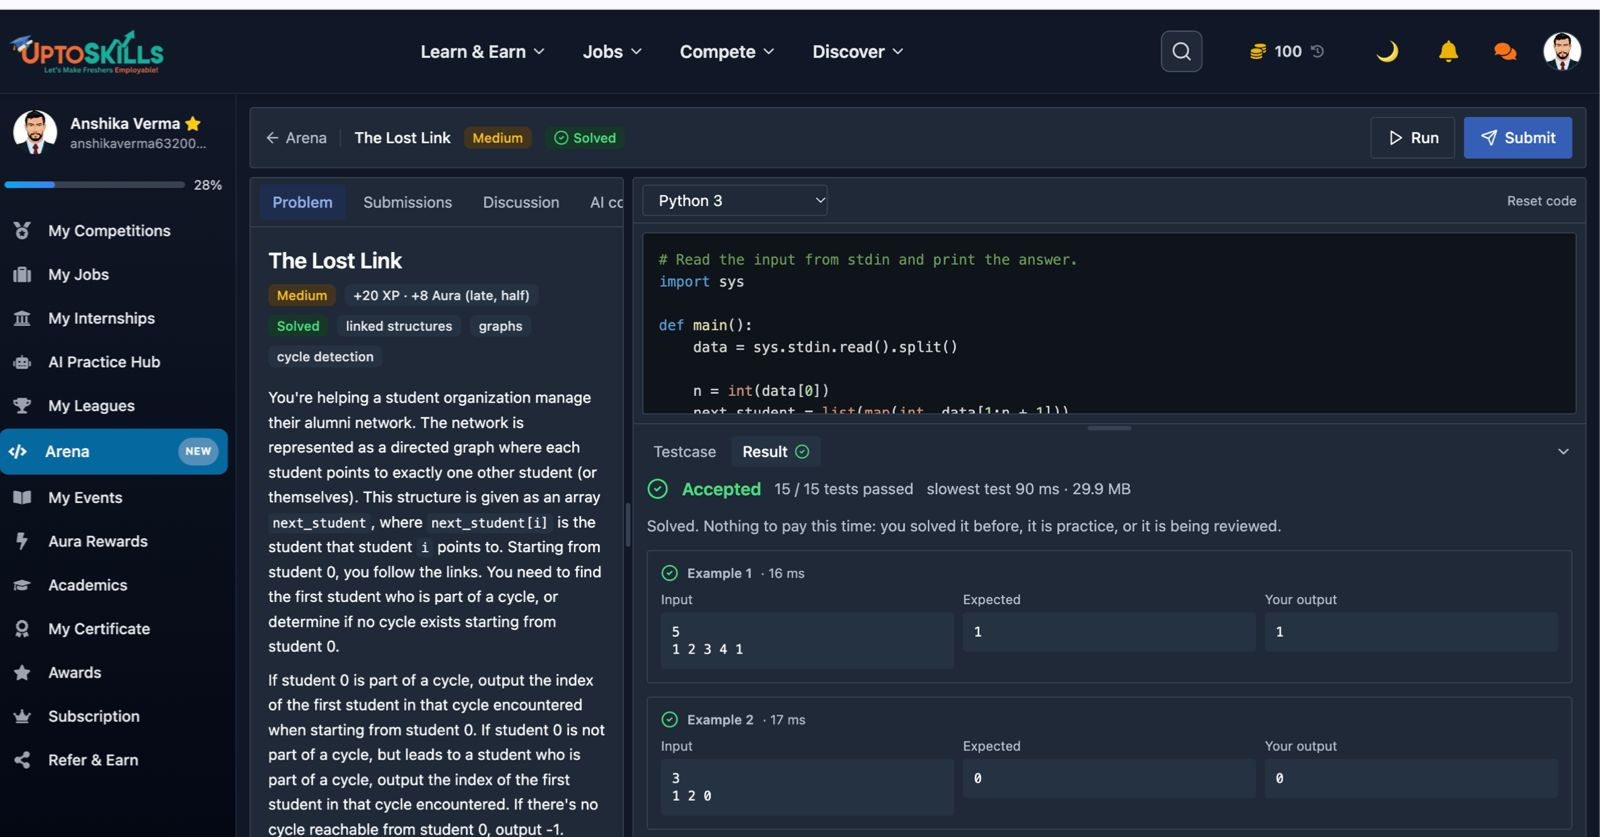 UPTOSKILLS
Let's Make Freshers Employable!
Learn & Earn
Jobs
Compete
Discover
100
Anshika Verma
anshikaverma63200...
28%
My Competitions
My Jobs
My Internships
AI Practice Hub
My Leagues
Arena NEW
My Events
Aura Rewards
Academics
My Certificate
Awards
Subscription
Refer & Earn
← Arena
The Lost Link
Medium
Solved
Run
Submit
Problem
Submissions
Discussion
AI co
The Lost Link
Medium +20 XP · +8 Aura (late, half)
Solved linked structures graphs
cycle detection
You're helping a student organization manage
their alumni network. The network is
represented as a directed graph where each
student points to exactly one other student (or
themselves). This structure is given as an array
next_student , where next_student[i] is the
student that student i points to. Starting from
student 0, you follow the links. You need to find
the first student who is part of a cycle, or
determine if no cycle exists starting from
student 0.
If student 0 is part of a cycle, output the index
of the first student in that cycle encountered
when starting from student 0. If student 0 is not
part of a cycle, but leads to a student who is
part of a cycle, output the index of the first
student in that cycle encountered. If there's no
cycle reachable from student 0, output -1.
Python 3
Reset code
# Read the input from stdin and print the answer.
import sys
def main():
data = sys.stdin.read().split()
n = int(data[0])
next_student = list(map(int, data[1:n + 1]))
Testcase
Result
Accepted 15 / 15 tests passed slowest test 90 ms · 29.9 MB
Solved. Nothing to pay this time: you solved it before, it is practice, or it is being reviewed.
Example 1 · 16 ms
Input
5
1 2 3 4 1
Expected
1
Your output
1
Example 2 · 17 ms
Input
3
1 2 0
Expected
0
Your output
0